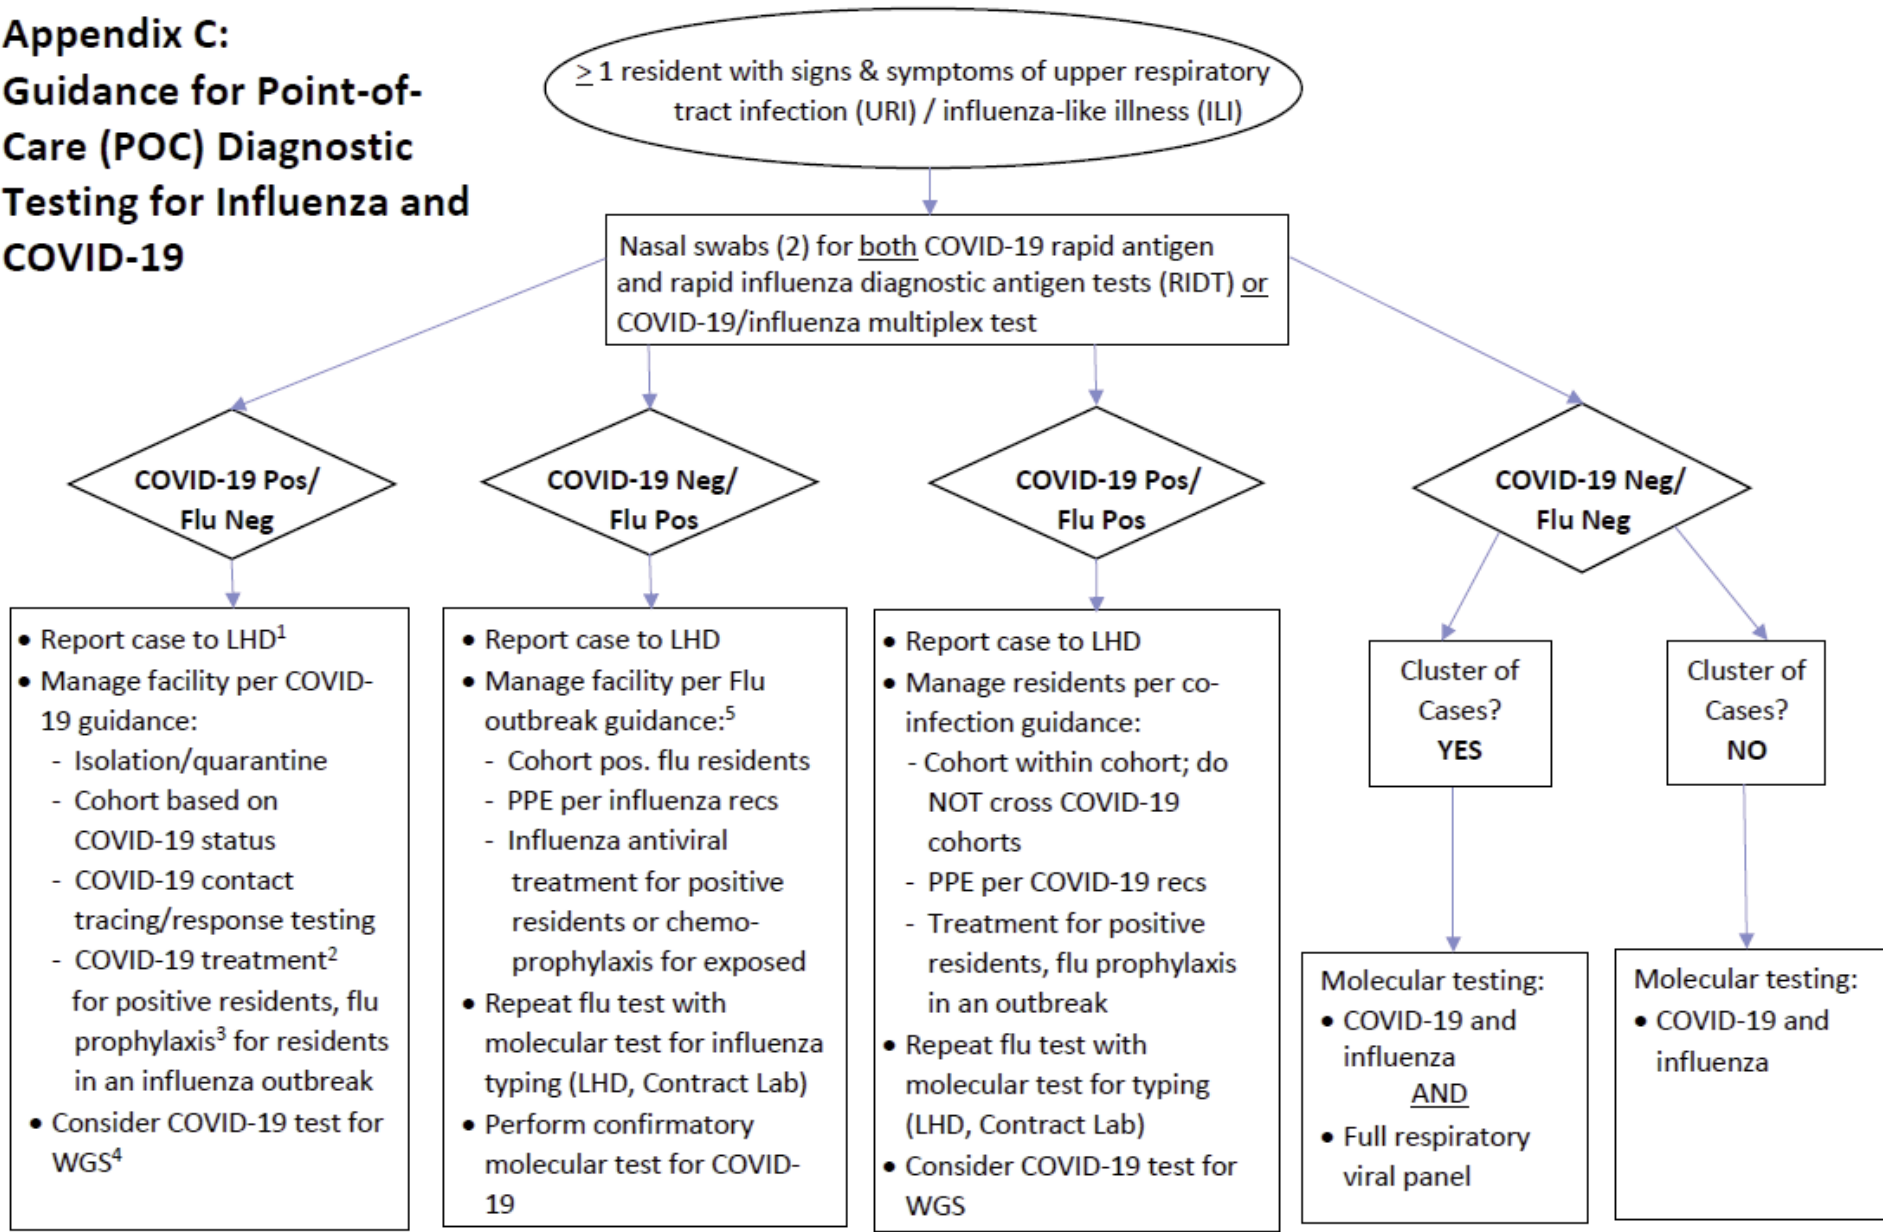 Appendix C:
Guidance for Point-of-
Care (POC) Diagnostic
Testing for Influenza and
COVID-19
≥ 1 resident with signs & symptoms of upper respiratory
tract infection (URI) / influenza-like illness (ILI)
Nasal swabs (2) for both COVID-19 rapid antigen
and rapid influenza diagnostic antigen tests (RIDT) or
COVID-19/influenza multiplex test
COVID-19 Pos/
Flu Neg
COVID-19 Neg/
Flu Pos
COVID-19 Pos/
Flu Pos
COVID-19 Neg/
Flu Neg
• Report case to LHD¹
• Manage facility per COVID-
19 guidance:
- Isolation/quarantine
- Cohort based on
COVID-19 status
- COVID-19 contact
tracing/response testing
- COVID-19 treatment²
for positive residents, flu
prophylaxis³ for residents
in an influenza outbreak
• Consider COVID-19 test for
WGS⁴
• Report case to LHD
• Manage facility per Flu
outbreak guidance:⁵
- Cohort pos. flu residents
- PPE per influenza recs
- Influenza antiviral
treatment for positive
residents or chemo-
prophylaxis for exposed
• Repeat flu test with
molecular test for influenza
typing (LHD, Contract Lab)
• Perform confirmatory
molecular test for COVID-
19
• Report case to LHD
• Manage residents per co-
infection guidance:
- Cohort within cohort; do
NOT cross COVID-19
cohorts
- PPE per COVID-19 recs
- Treatment for positive
residents, flu prophylaxis
in an outbreak
• Repeat flu test with
molecular test for typing
(LHD, Contract Lab)
• Consider COVID-19 test for
WGS
Cluster of
Cases?
YES
Cluster of
Cases?
NO
Molecular testing:
• COVID-19 and
influenza
AND
• Full respiratory
viral panel
Molecular testing:
• COVID-19 and
influenza